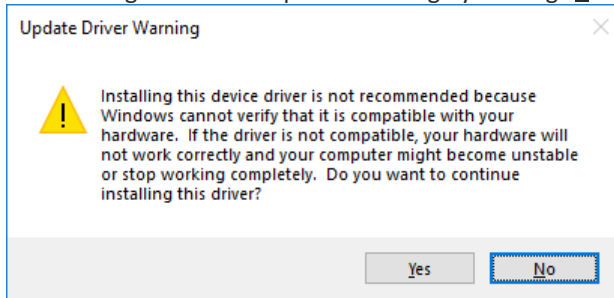 Update Driver Warning
Installing this device driver is not recommended because
Windows cannot verify that it is compatible with your
hardware.  If the driver is not compatible, your hardware will
not work correctly and your computer might become unstable
or stop working completely.  Do you want to continue
installing this driver?
Yes No